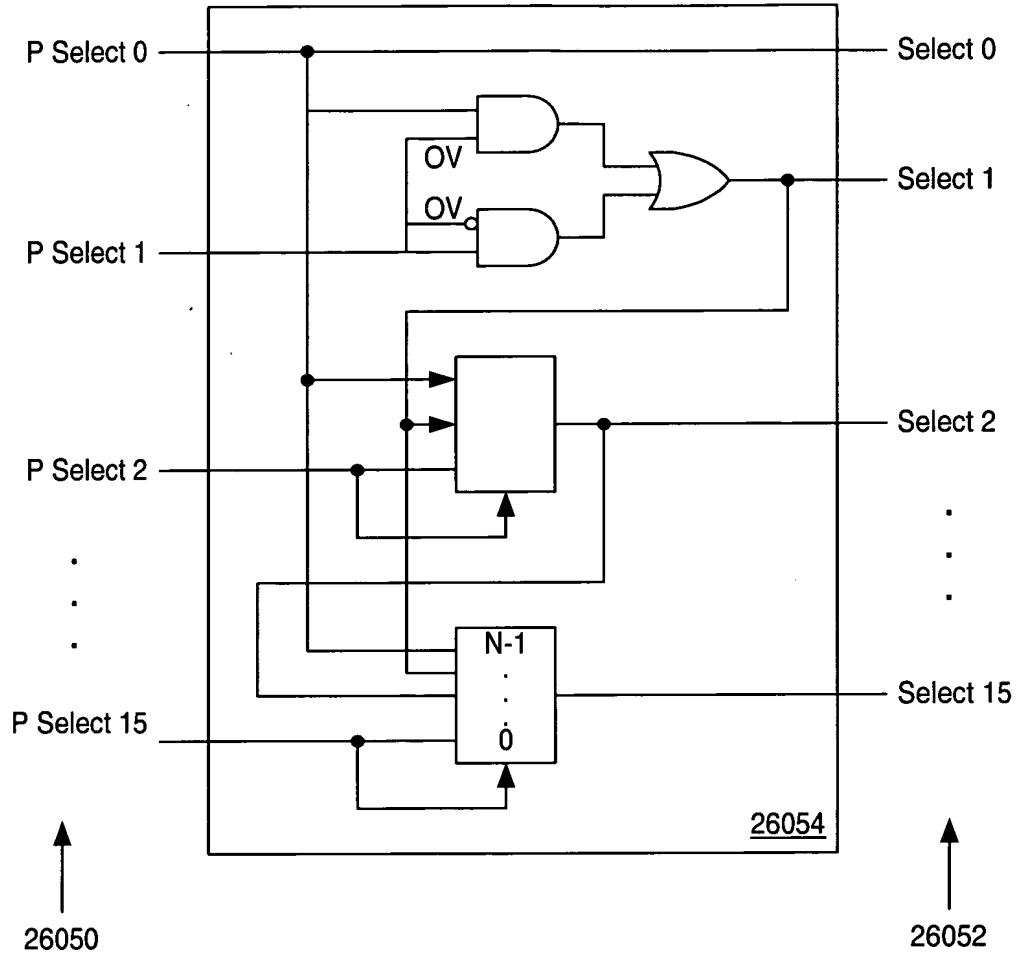 P Select 0
Select 0
OV
OV
Select 1
P Select 1
Select 2
P Select 2
N-1
Select 15
P Select 15
0
26054
26050
26052